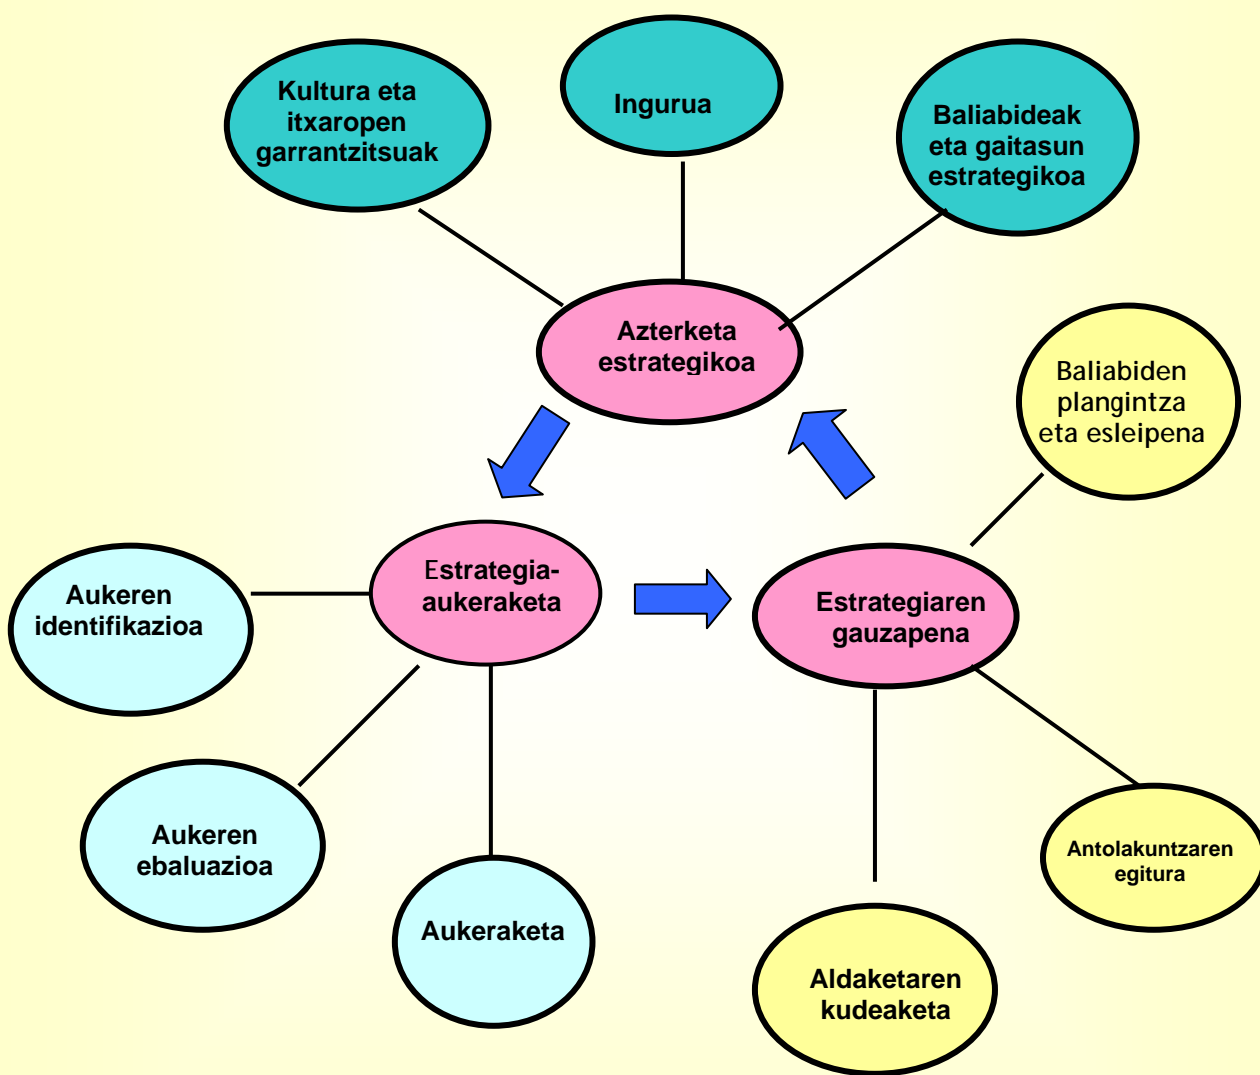 Kultura eta
itxaropen
garrantzitsuak
Ingurua
Baliabideak
eta gaitasun
estrategikoa
Azterketa
estrategikoa
Baliabiden
plangintza
eta esleipena
Estrategia-
aukeraketa
Estrategiaren
gauzapena
Aukeren
identifikazioa
Aukeren
ebaluazioa
Aukeraketa
Antolakuntzaren
egitura
Aldaketaren
kudeaketa